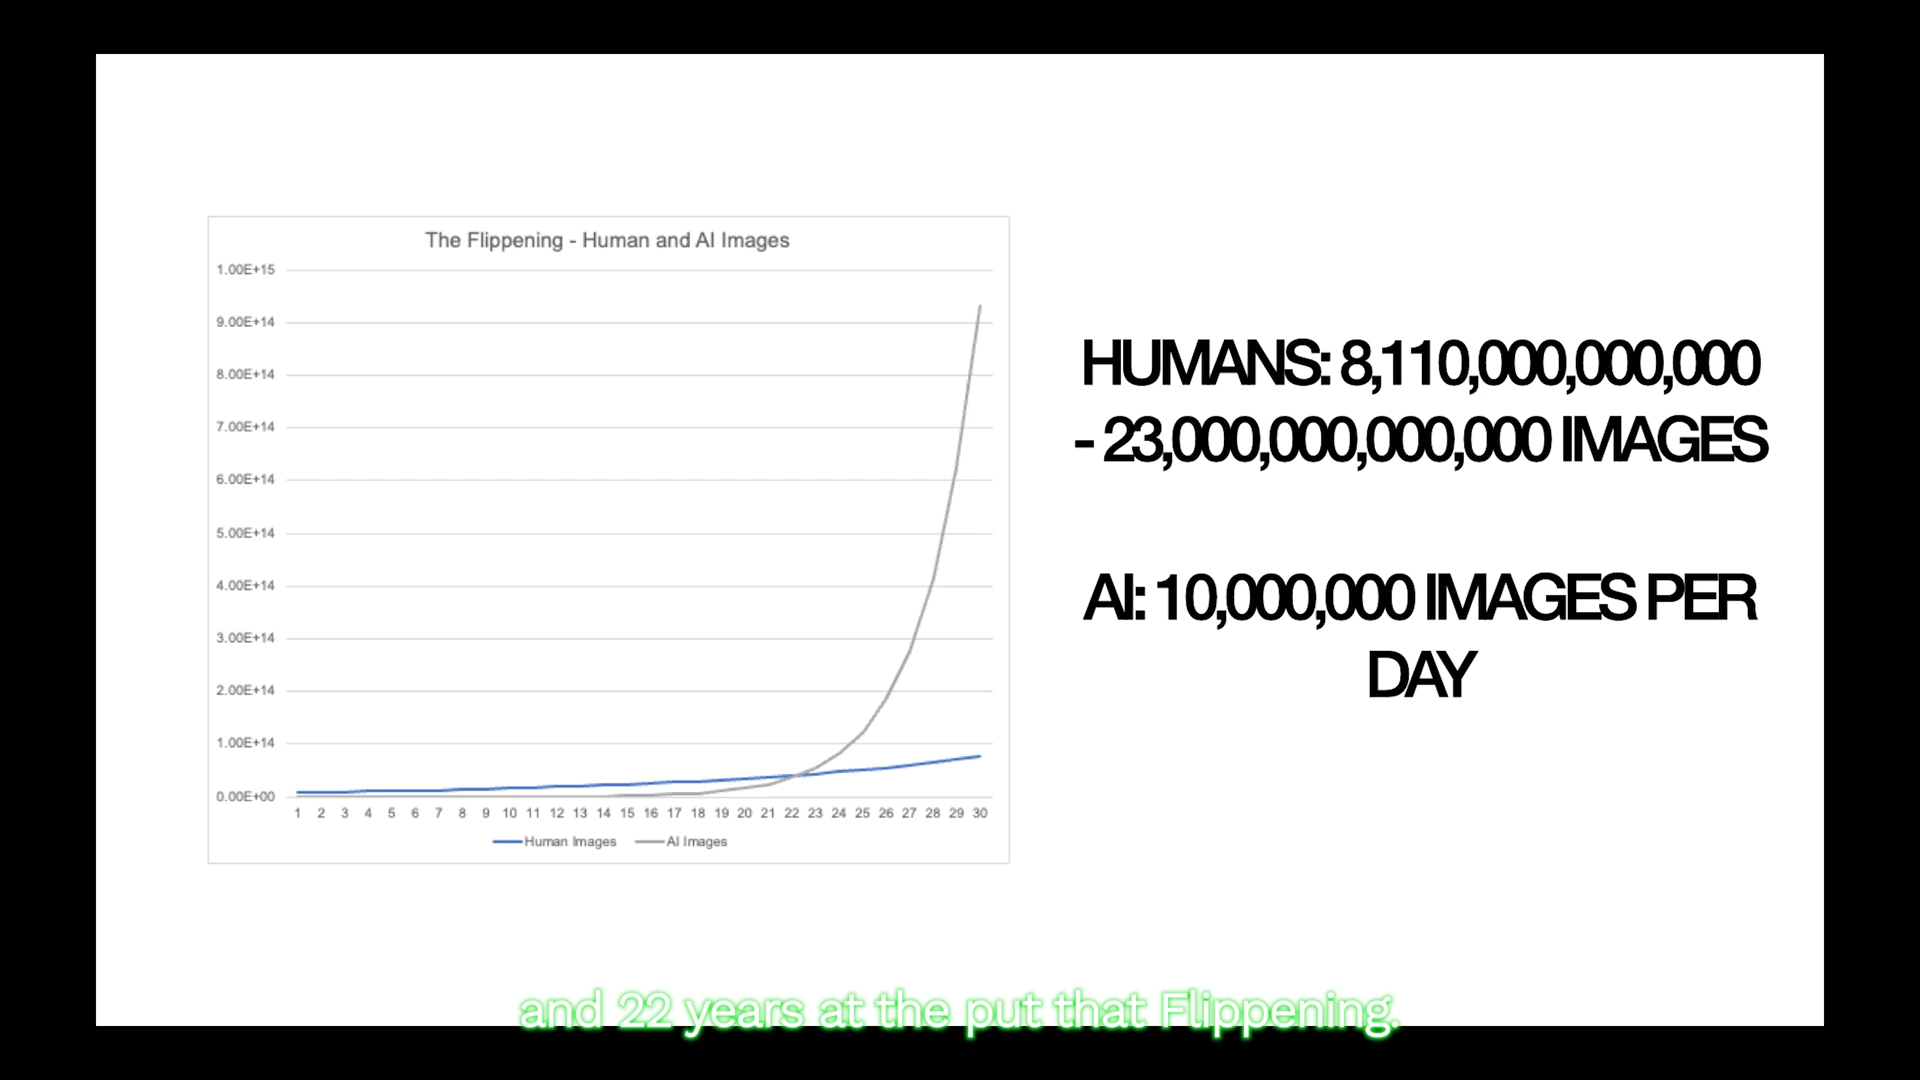 The Flippening - Human and AI Images
1.00E+15
9.00E+14
8.00E+14
7.00E+14
6.00E+14
5.00E+14
4.00E+14
3.00E+14
2.00E+14
1.00E+14
0.00E+00
1 2 3 4 5 6 7 8 9 10 11 12 13 14 15 16 17 18 19 20 21 22 23 24 25 26 27 28 29 30
Human Images AI Images
HUMANS: 8,110,000,000,000
- 23,000,000,000,000 IMAGES
AI: 10,000,000 IMAGES PER
DAY
and 22 years at the put that Flippening.